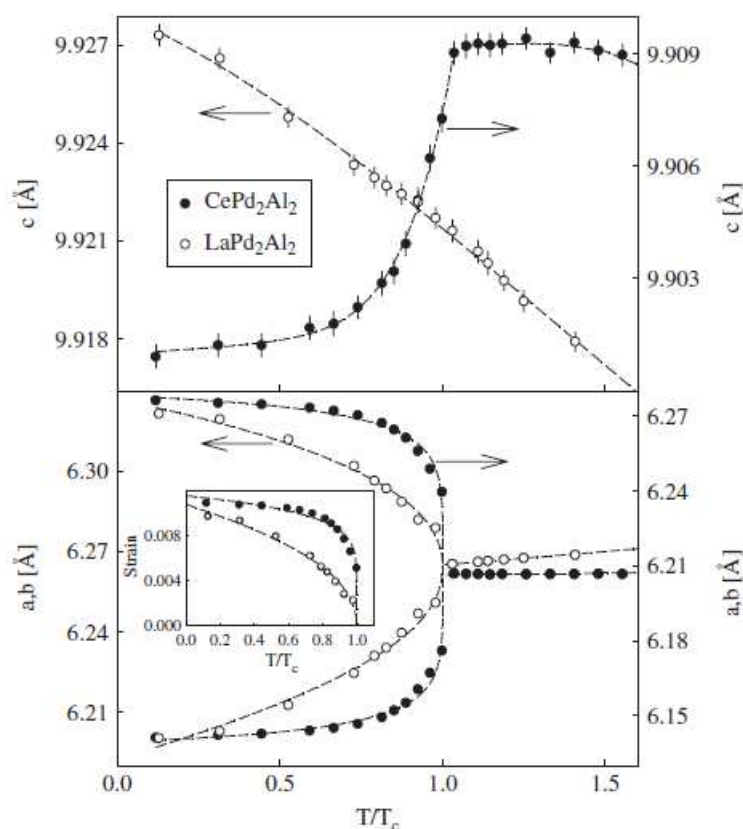 9.927
9.924
9.921
9.918
c [Å]
CePd₂Al₂
LaPd₂Al₂
9.909
9.906
9.903
c [Å]
6.30
6.27
6.24
6.21
a,b [Å]
6.27
6.24
6.21
6.18
6.15
a,b [Å]
0.008
0.004
0.000
Strain
0.0 0.2 0.4 0.6 0.8 1.0
T/T_c
0.0 0.5 1.0 1.5
T/T_c